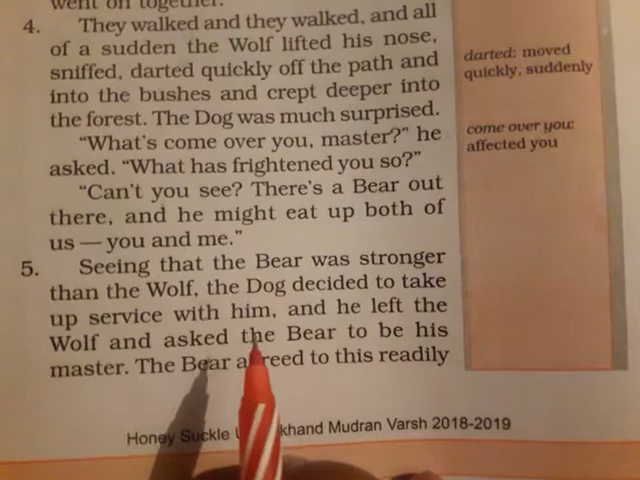 went on together.
4. They walked and they walked, and all
of a sudden the Wolf lifted his nose,
sniffed, darted quickly off the path and
into the bushes and crept deeper into
the forest. The Dog was much surprised.
"What's come over you, master?" he
asked. "What has frightened you so?"
"Can't you see? There's a Bear out
there, and he might eat up both of
us — you and me."
5. Seeing that the Bear was stronger
than the Wolf, the Dog decided to take
up service with him, and he left the
Wolf and asked the Bear to be his
master. The Bear agreed to this readily
darted: moved
quickly, suddenly
come over you:
affected you
Honey Suckle khand Mudran Varsh 2018-2019